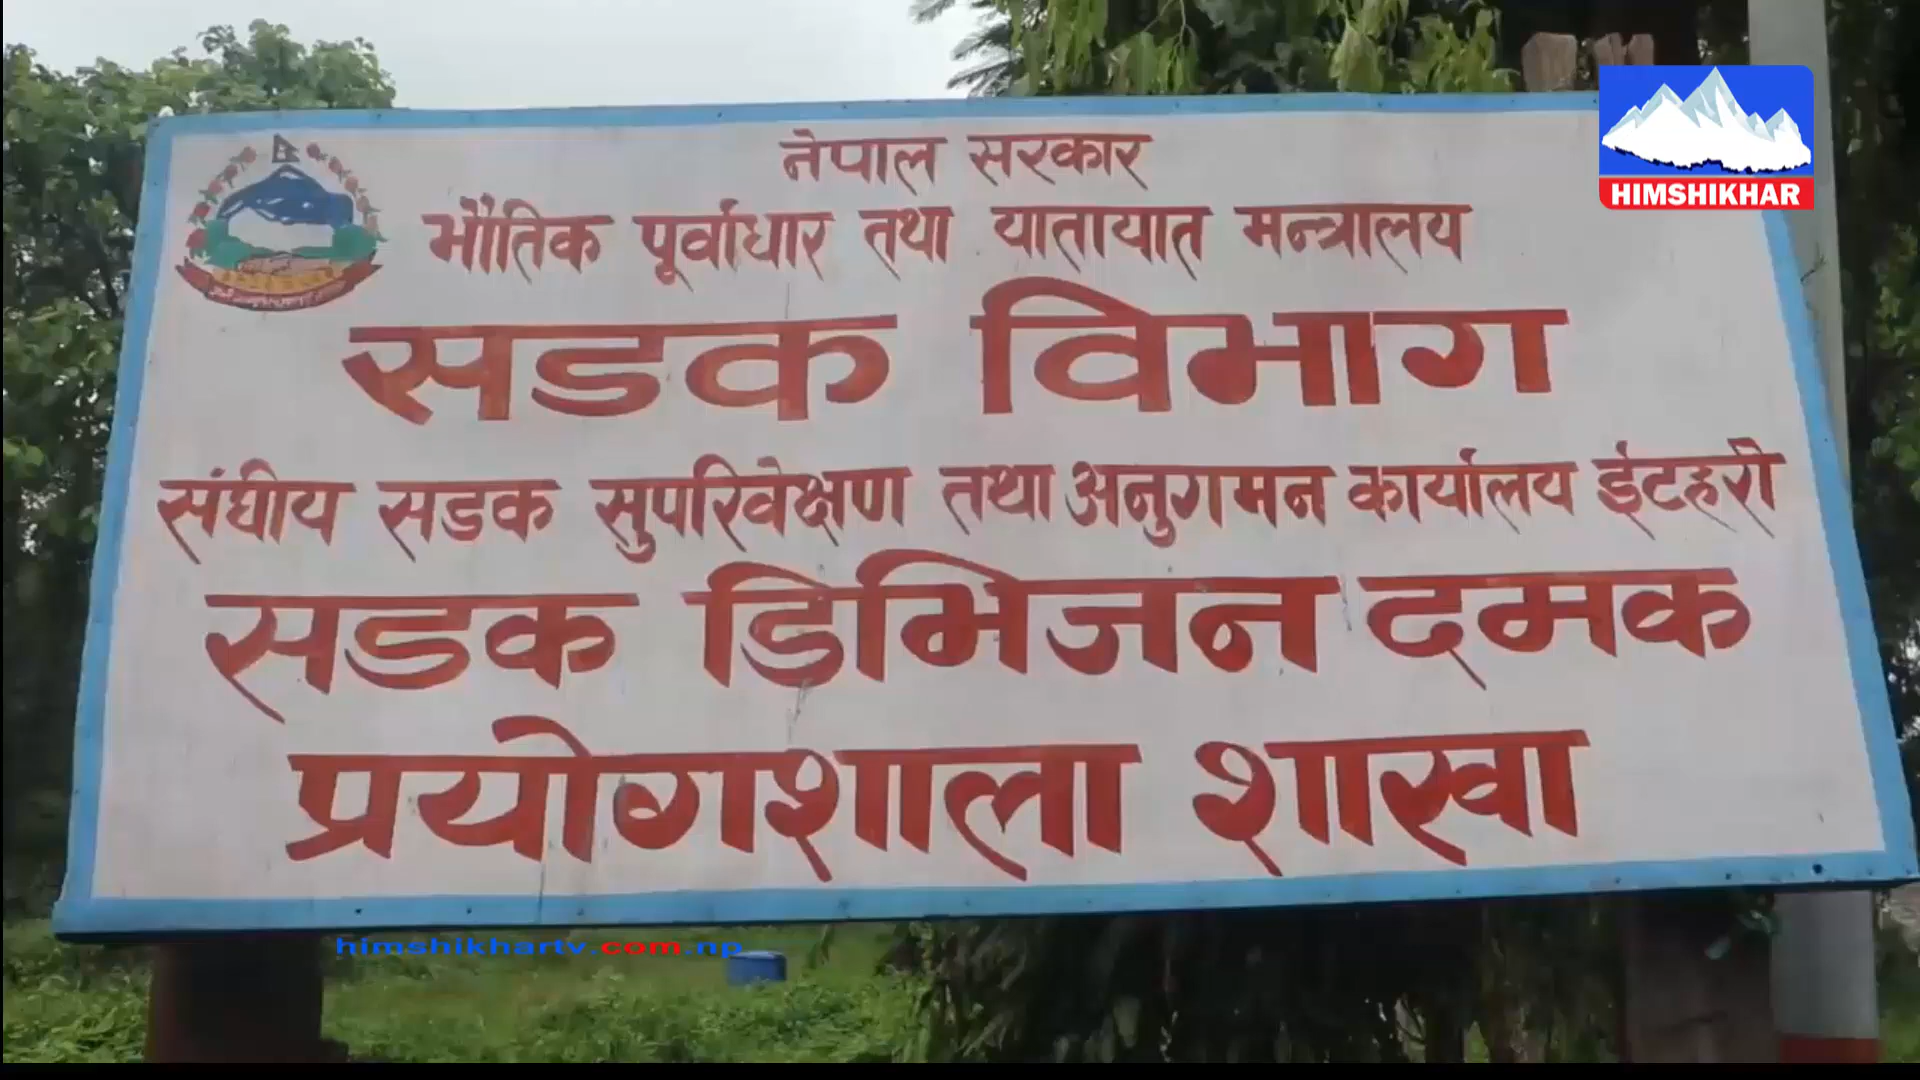 नेपाल सरकार
भौतिक पूर्वाधार तथा यातायात मन्त्रालय
सडक विभाग
संघीय सडक सुपरिवेक्षण तथा अनुगमन कार्यालय ईटहरी
सडक डिभिजन दमक
प्रयोगशाला शाखा
HIMSHIKHAR
himshikhartv.com.np